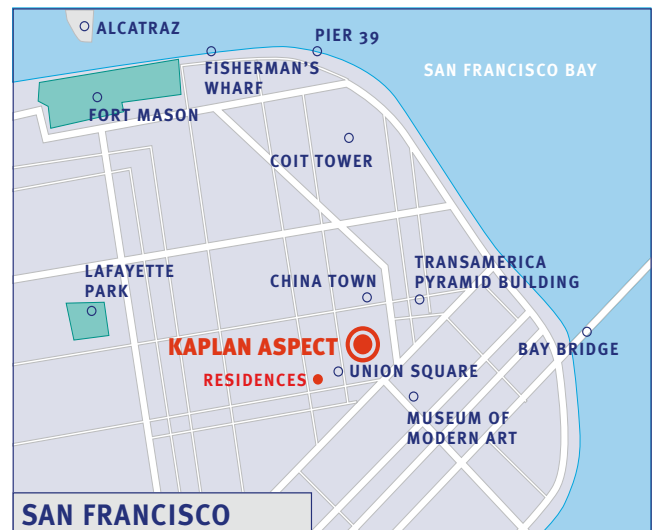 ALCATRAZ
PIER 39
FISHERMAN'S
WHARF
SAN FRANCISCO BAY
FORT MASON
COIT TOWER
LAFAYETTE
PARK
CHINA TOWN
TRANSAMERICA
PYRAMID BUILDING
KAPLAN ASPECT
BAY BRIDGE
RESIDENCES
UNION SQUARE
MUSEUM OF
MODERN ART
SAN FRANCISCO